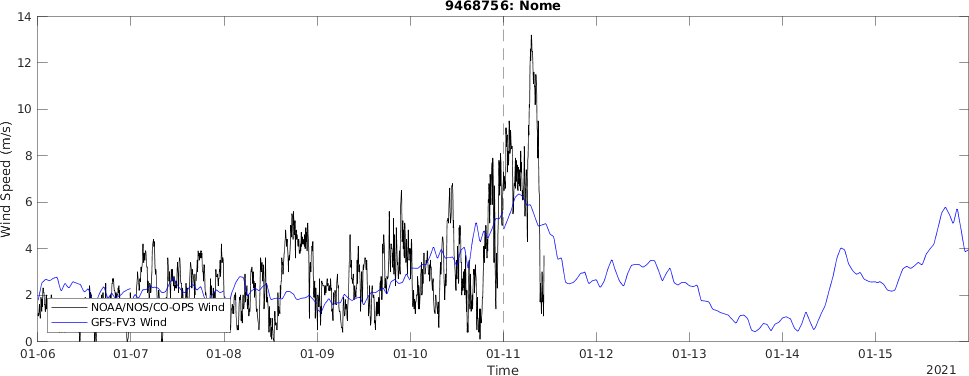 9468756: Nome
14
12
10
8
6
4
2
0
Wind Speed (m/s)
NOAA/NOS/CO-OPS Wind
GFS-FV3 Wind
01-06 01-07 01-08 01-09 01-10 01-11 01-12 01-13 01-14 01-15
Time
2021